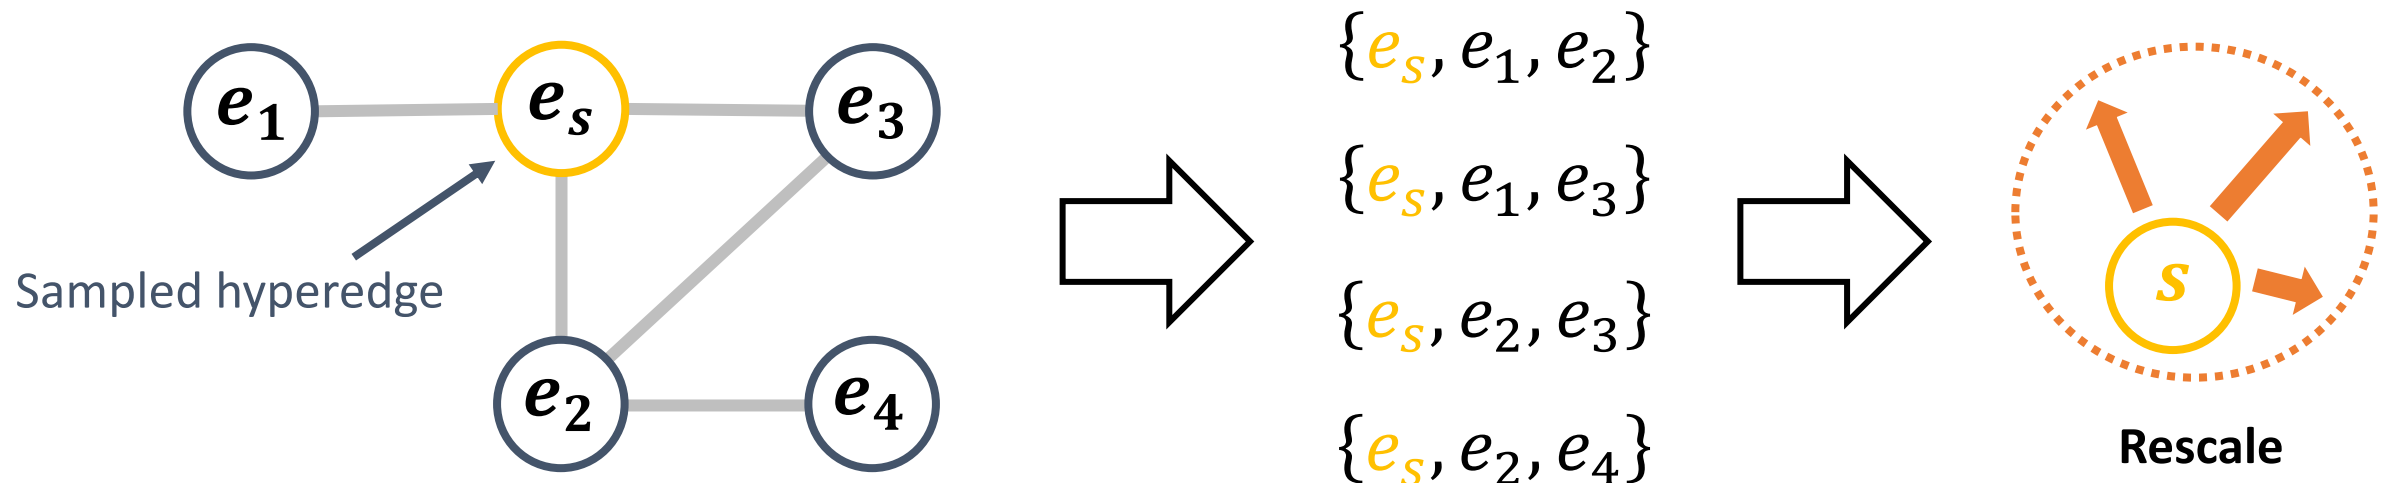 e₁
eₛ
e₃
Sampled hyperedge
e₂
e₄
{eₛ, e₁, e₂}
{eₛ, e₁, e₃}
{eₛ, e₂, e₃}
{eₛ, e₂, e₄}
s
Rescale